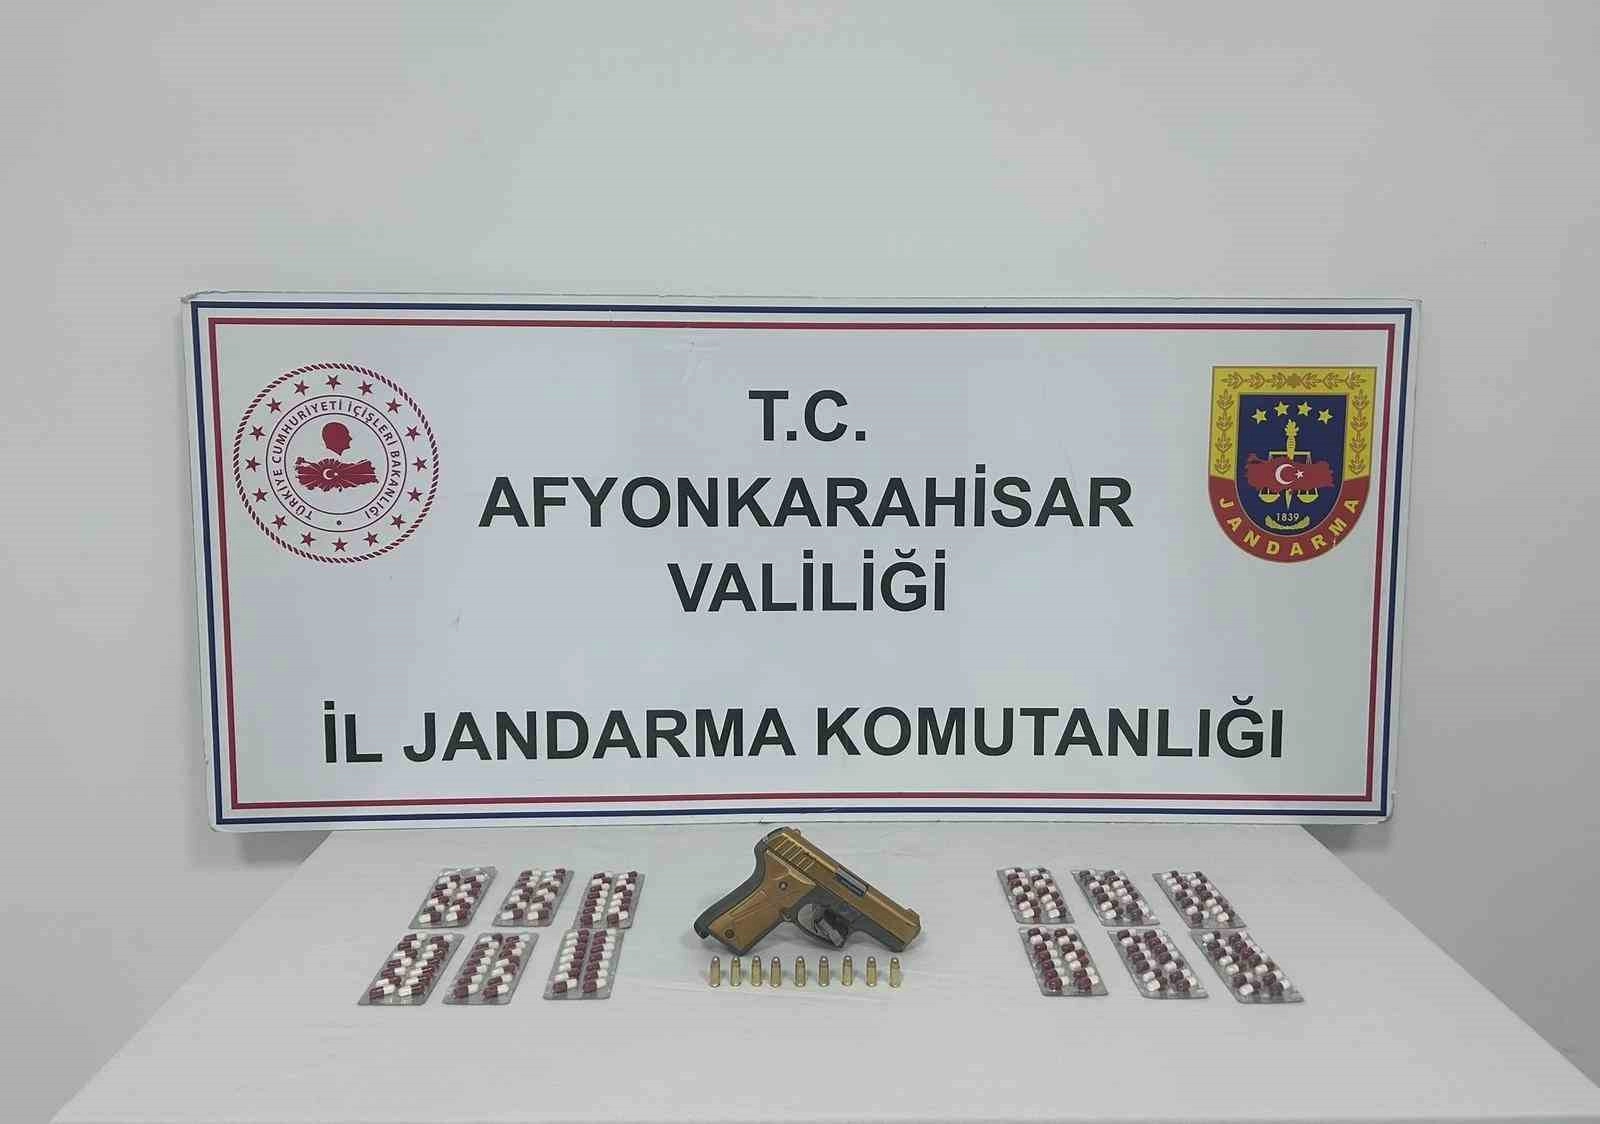 T.C.
AFYONKARAHİSAR
VALİLİĞİ
İL JANDARMA KOMUTANLIĞI
TÜRKİYE CUMHURİYETİ İÇİŞLERİ BAKANLIĞI
1839
JANDARMA